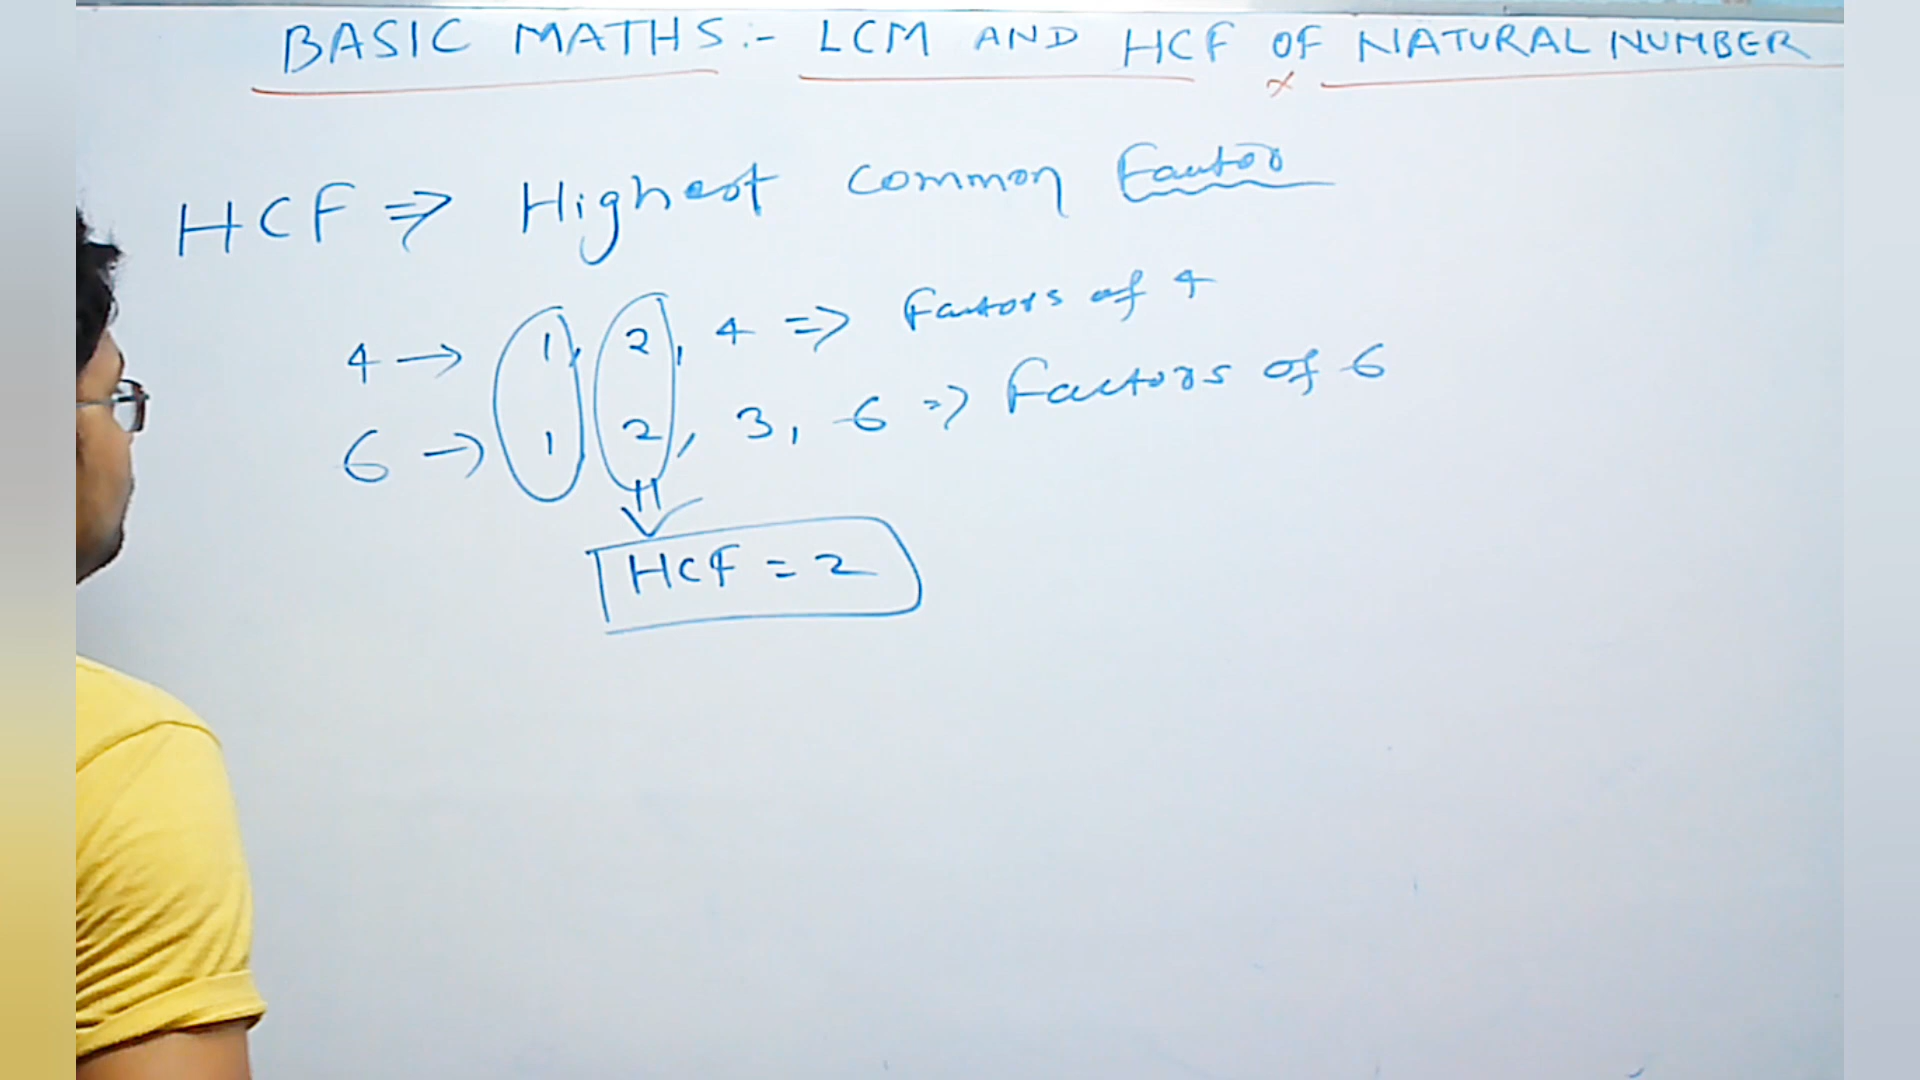 BASIC MATHS:- LCM AND HCF OF NATURAL NUMBER
HCF ⇒ Highest common Factor
4 → 1, 2, 4 ⇒ Factors of 4
6 → 1 2, 3, 6 ⇒ Factors of 6
HCF = 2